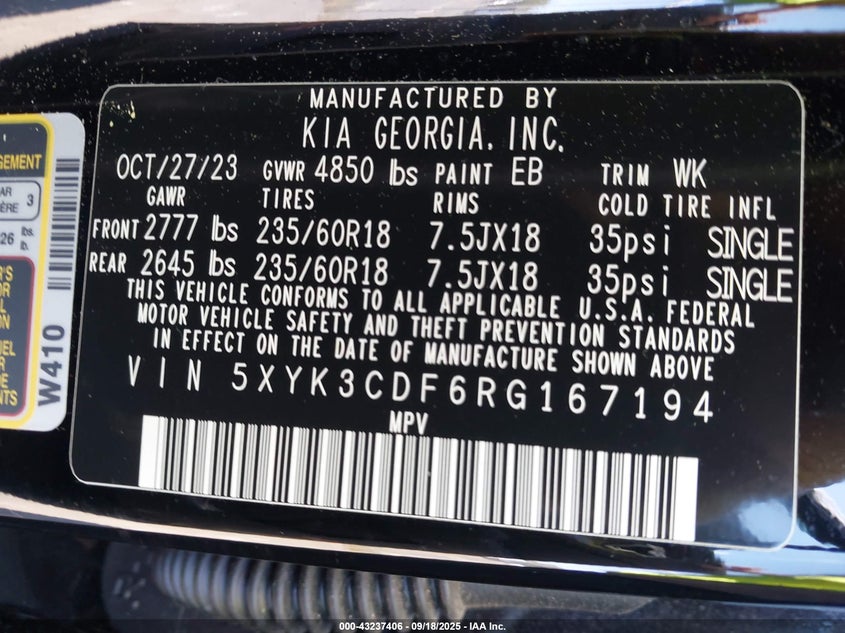 MANUFACTURED BY
KIA GEORGIA, INC.
OCT/27/23 GVWR 4850 lbs PAINT EB TRIM WK
GAWR TIRES RIMS COLD TIRE INFL
FRONT 2777 lbs 235/60R18 7.5JX18 35psi SINGLE
REAR 2645 lbs 235/60R18 7.5JX18 35psi SINGLE
THIS VEHICLE CONFORMS TO ALL APPLICABLE U.S.A. FEDERAL
MOTOR VEHICLE SAFETY AND THEFT PREVENTION STANDARDS
IN EFFECT ON THE DATE OF MANUFACTURE SHOWN ABOVE
VIN 5XYK3CDF6RG167194
MPV
W410
3
lbs.
lb.
000-43237406 - 09/18/2025 - IAA Inc.